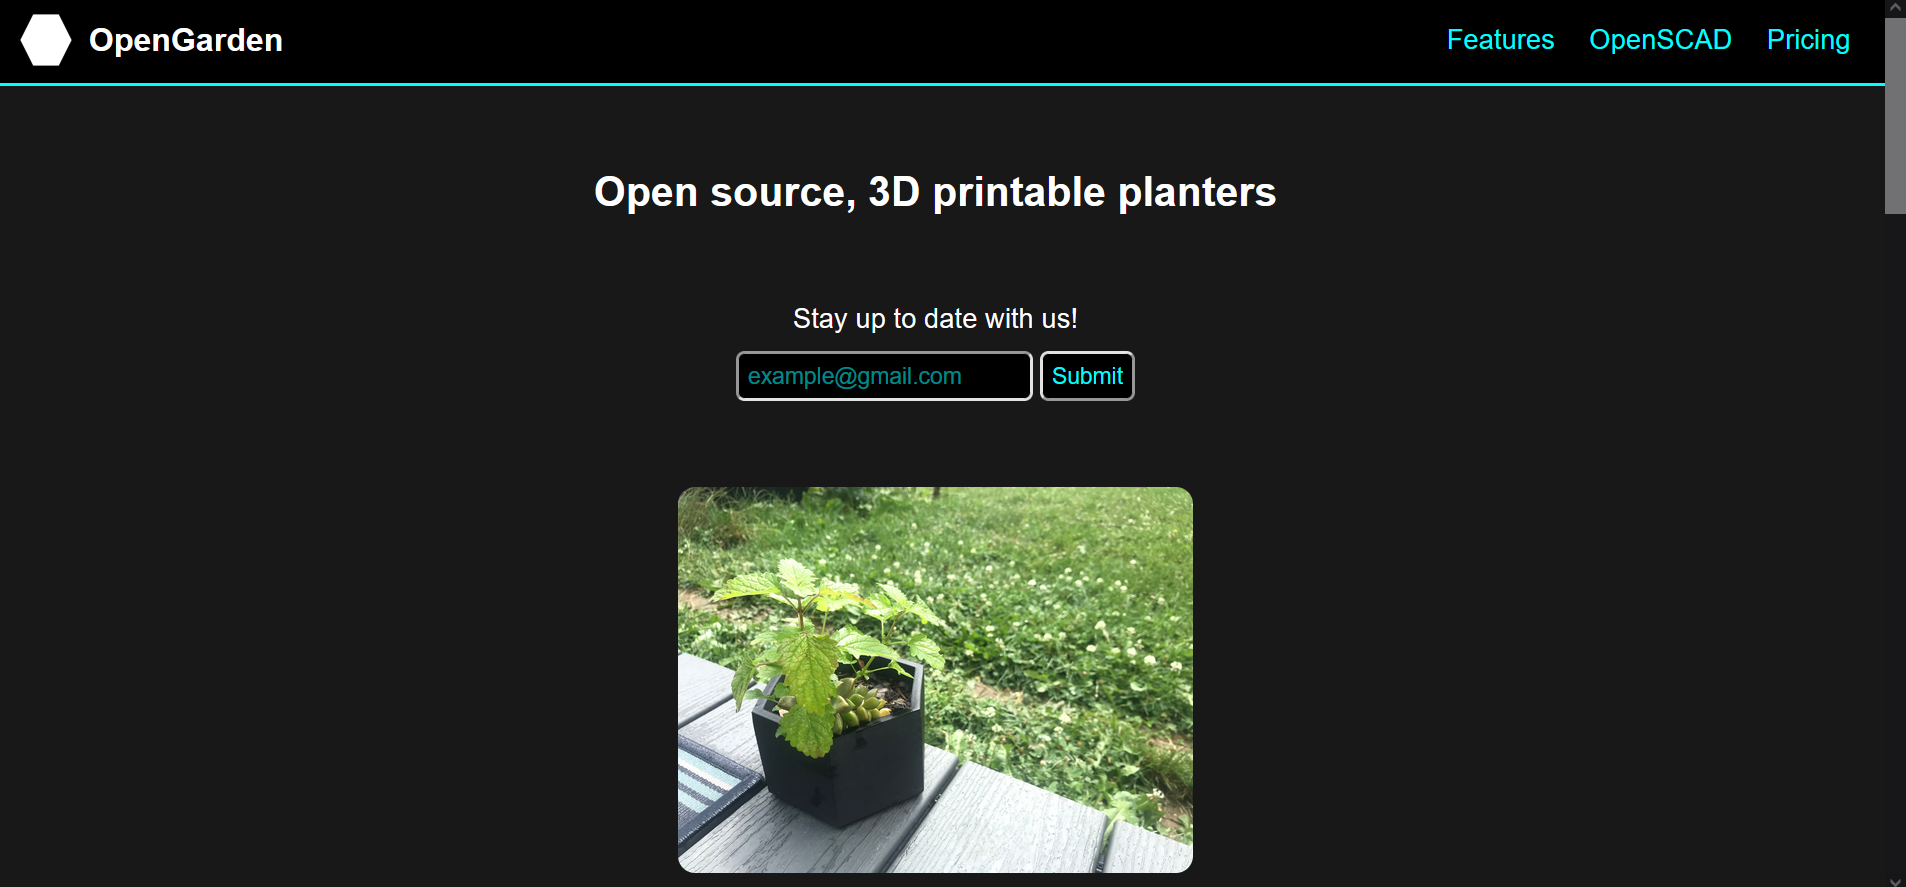 OpenGarden
Features OpenSCAD Pricing
Open source, 3D printable planters
Stay up to date with us!
example@gmail.com Submit